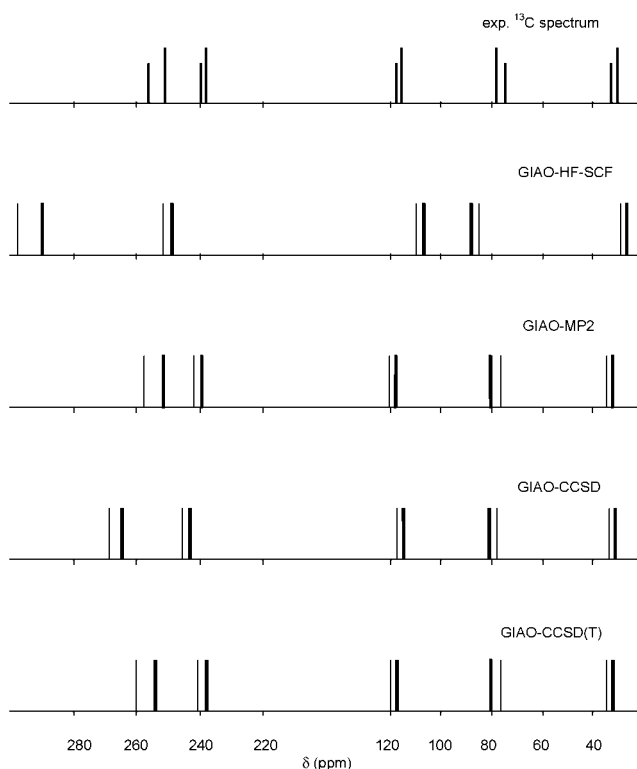 exp. ¹³C spectrum
GIAO-HF-SCF
GIAO-MP2
GIAO-CCSD
GIAO-CCSD(T)
280 260 240 220 120 100 80 60 40
δ (ppm)